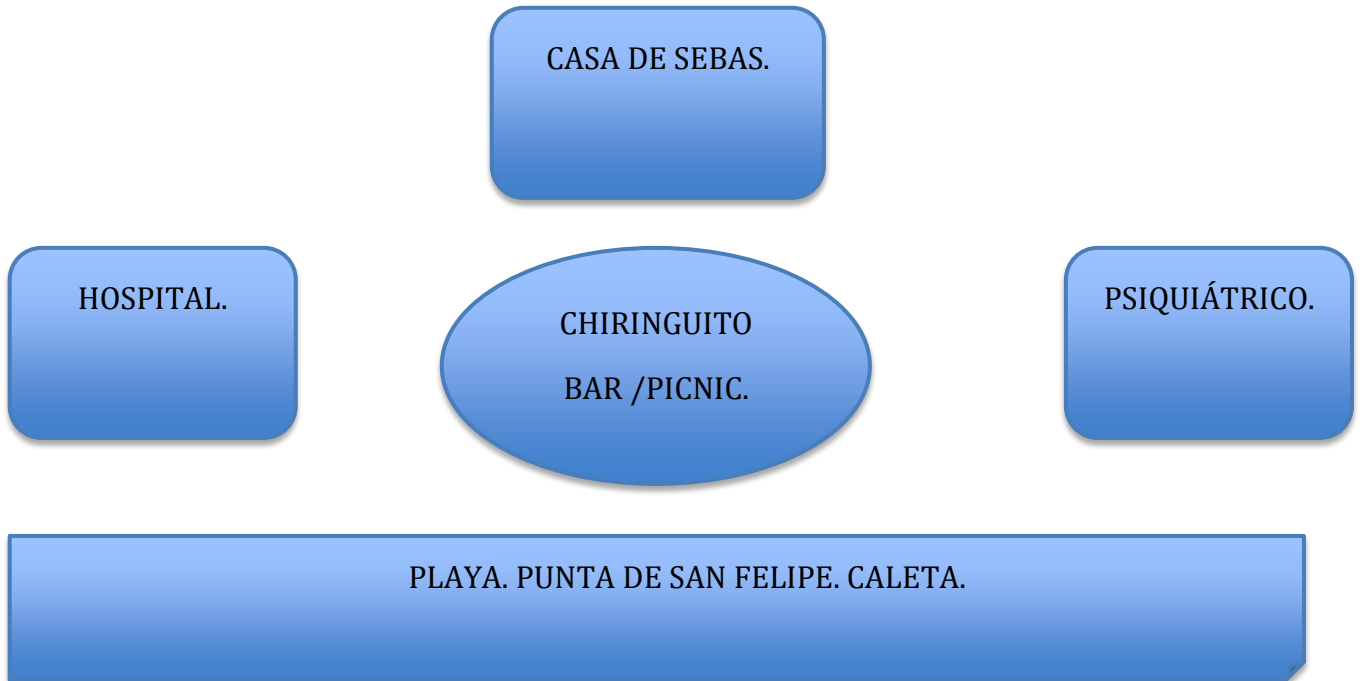 CASA DE SEBAS.
HOSPITAL.
CHIRINGUITO
BAR /PICNIC.
PSIQUIÁTRICO.
PLAYA. PUNTA DE SAN FELIPE. CALETA.